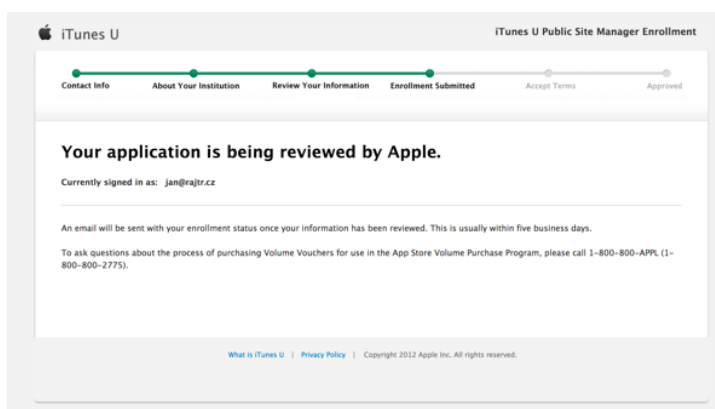 iTunes U
iTunes U Public Site Manager Enrollment
Contact Info
About Your Institution
Review Your Information
Enrollment Submitted
Accept Terms
Approved
Your application is being reviewed by Apple.
Currently signed in as: jan@rajtr.cz
An email will be sent with your enrollment status once your information has been reviewed. This is usually within five business days.
To ask questions about the process of purchasing Volume Vouchers for use in the App Store Volume Purchase Program, please call 1-800-800-APPL (1-
800-800-2775).
What is iTunes U | Privacy Policy | Copyright 2012 Apple Inc. All rights reserved.